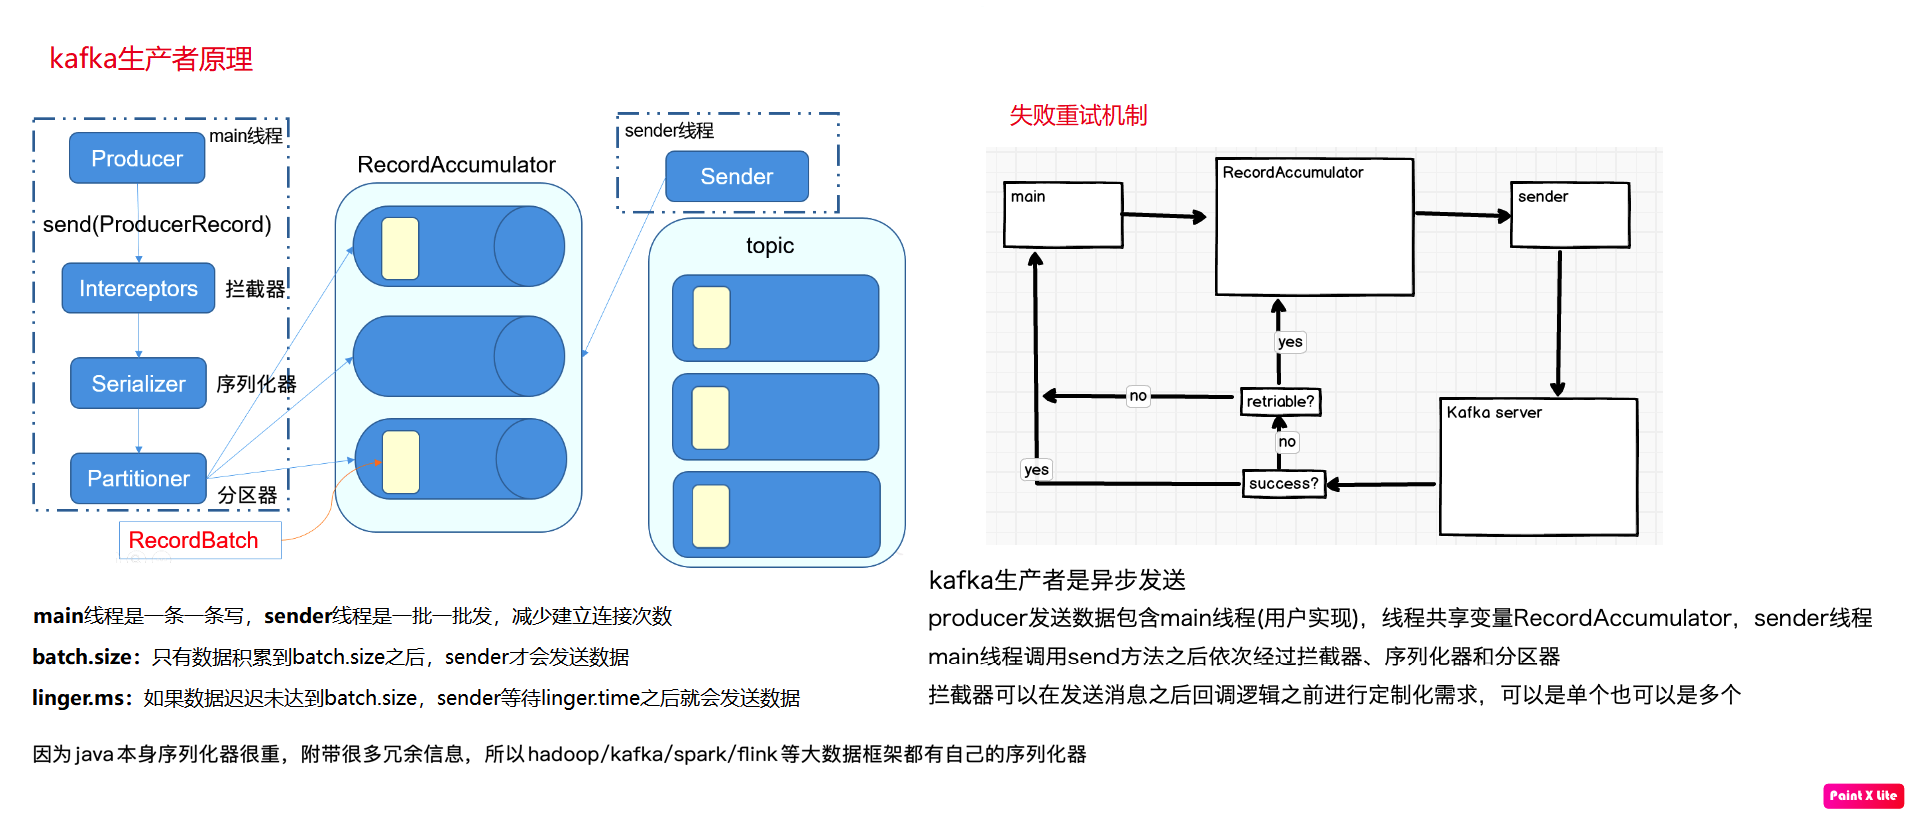 kafka生产者原理
main线程
Producer
send(ProducerRecord)
Interceptors
拦截器
Serializer
序列化器
Partitioner
分区器
RecordBatch
RecordAccumulator
sender线程
Sender
topic
失败重试机制
main
RecordAccumulator
sender
yes
no
retriable?
no
yes
success?
Kafka server
main线程是一条一条写，sender线程是一批一批发，减少建立连接次数
batch.size：只有数据积累到batch.size之后，sender才会发送数据
linger.ms：如果数据迟迟未达到batch.size，sender等待linger.time之后就会发送数据
因为java本身序列化器很重，附带很多冗余信息，所以hadoop/kafka/spark/flink等大数据框架都有自己的序列化器
kafka生产者是异步发送
producer发送数据包含main线程(用户实现)，线程共享变量RecordAccumulator，sender线程
main线程调用send方法之后依次经过拦截器、序列化器和分区器
拦截器可以在发送消息之后回调逻辑之前进行定制化需求，可以是单个也可以是多个
Paint X Lite